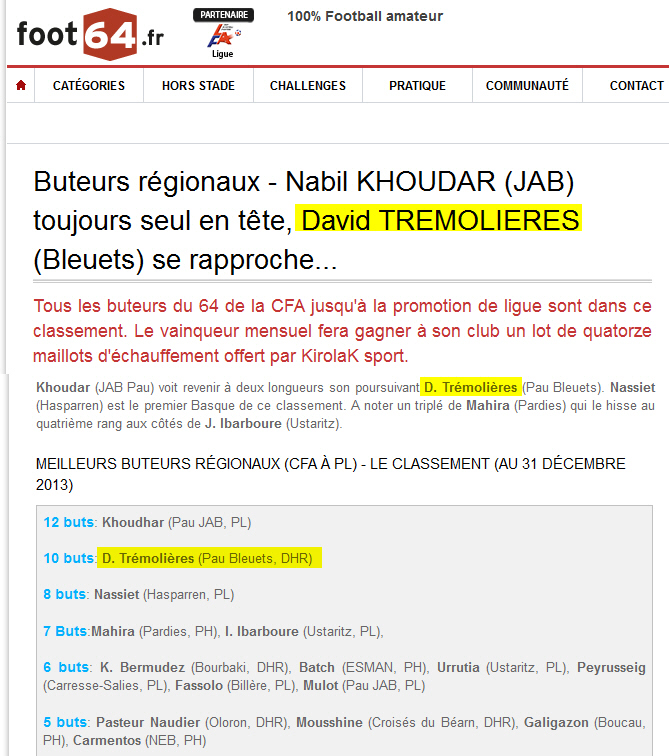 foot64.fr
PARTENAIRE
Ligue
100% Football amateur
CATÉGORIES HORS STADE CHALLENGES PRATIQUE COMMUNAUTÉ CONTACT
Buteurs régionaux - Nabil KHOUDAR (JAB)
toujours seul en tête, David TREMOLIERES
(Bleuets) se rapproche...
Tous les buteurs du 64 de la CFA jusqu'à la promotion de ligue sont dans ce
classement. Le vainqueur mensuel fera gagner à son club un lot de quatorze
maillots d'échauffement offert par KirolaK sport.
Khoudar (JAB Pau) voit revenir à deux longueurs son poursuivant D. Trémolières (Pau Bleuets). Nassiet
(Hasparren) est le premier Basque de ce classement. A noter un triplé de Mahira (Pardies) qui le hisse au
quatrième rang aux côtés de J. Ibarboure (Ustaritz).
MEILLEURS BUTEURS RÉGIONAUX (CFA À PL) - LE CLASSEMENT (AU 31 DÉCEMBRE
2013)
12 buts: Khoudhar (Pau JAB, PL)
10 buts: D. Trémolières (Pau Bleuets, DHR)
8 buts: Nassiet (Hasparren, PL)
7 Buts:Mahira (Pardies, PH), I. Ibarboure (Ustaritz, PL),
6 buts: K. Bermudez (Bourbaki, DHR), Batch (ESMAN, PH), Urrutia (Ustaritz, PL), Peyrusseig
(Carresse-Salies, PL), Fassolo (Billère, PL), Mulot (Pau JAB, PL)
5 buts: Pasteur Naudier (Oloron, DHR), Mousshine (Croisés du Béarn, DHR), Galigazon (Boucau,
PH), Carmentos (NEB, PH)